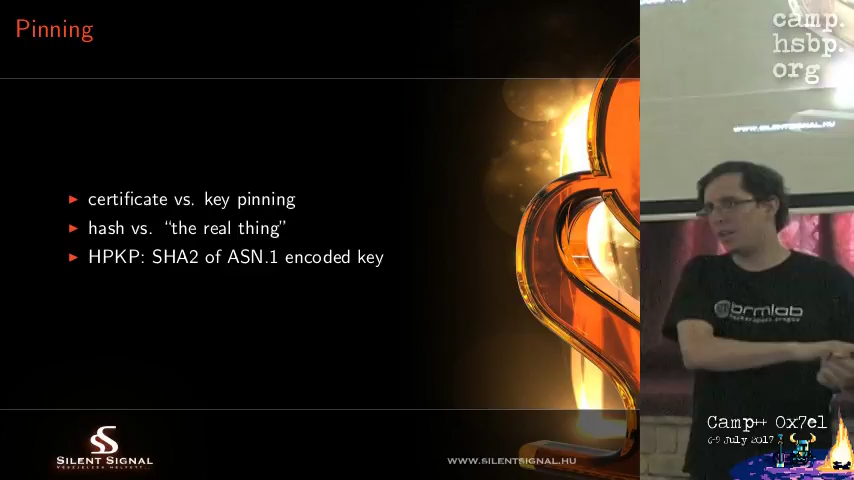 Pinning
certificate vs. key pinning
hash vs. “the real thing”
HPKP: SHA2 of ASN.1 encoded key
SILENT SIGNAL
WWW.SILENTSIGNAL.HU
camp.
hsbp.
org
WWW.SILENTSIGNAL.HU
brmlab
Camp++ 0x7e1
6-9 July 2017